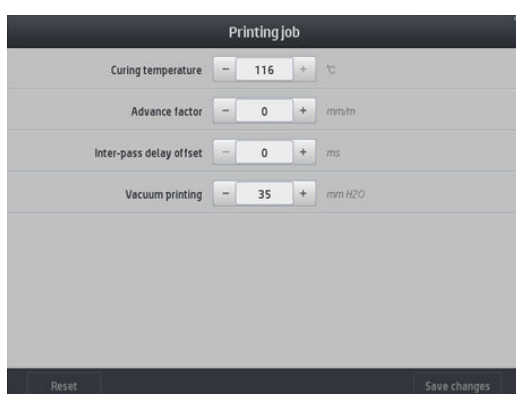 Printing job
Curing temperature - 116 + °C
Advance factor - 0 + mm/m
Inter-pass delay offset - 0 + ms
Vacuum printing - 35 + mm H2O
Reset Save changes